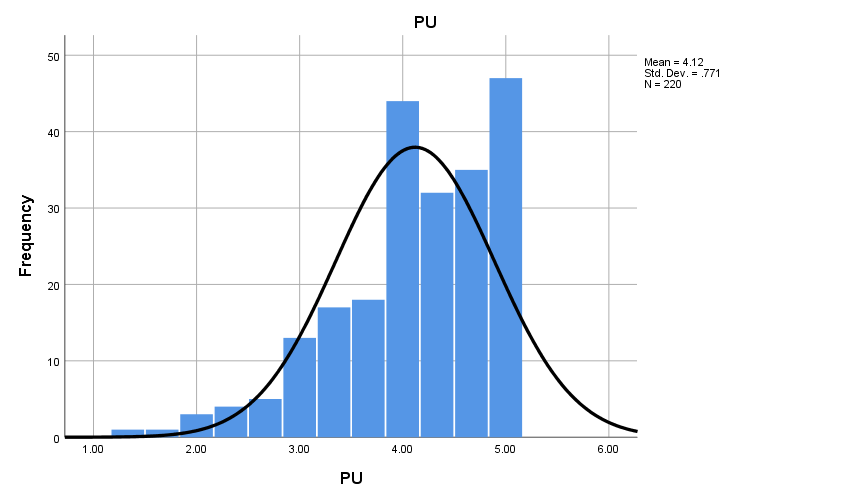 PU
Mean = 4.12
Std. Dev. = .771
N = 220
50
40
30
20
10
0
Frequency
1.00 2.00 3.00 4.00 5.00 6.00
PU